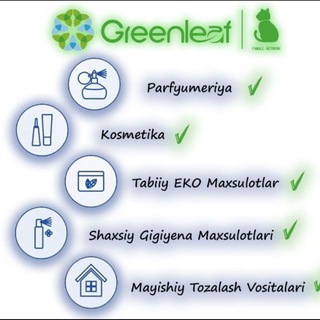 Greenleaf
Parfyumeriya
Kosmetika
Tabiiy EKO Maxsulotlar
Shaxsiy Gigiyena Maxsulotlari
Mayishiy Tozalash Vositalari